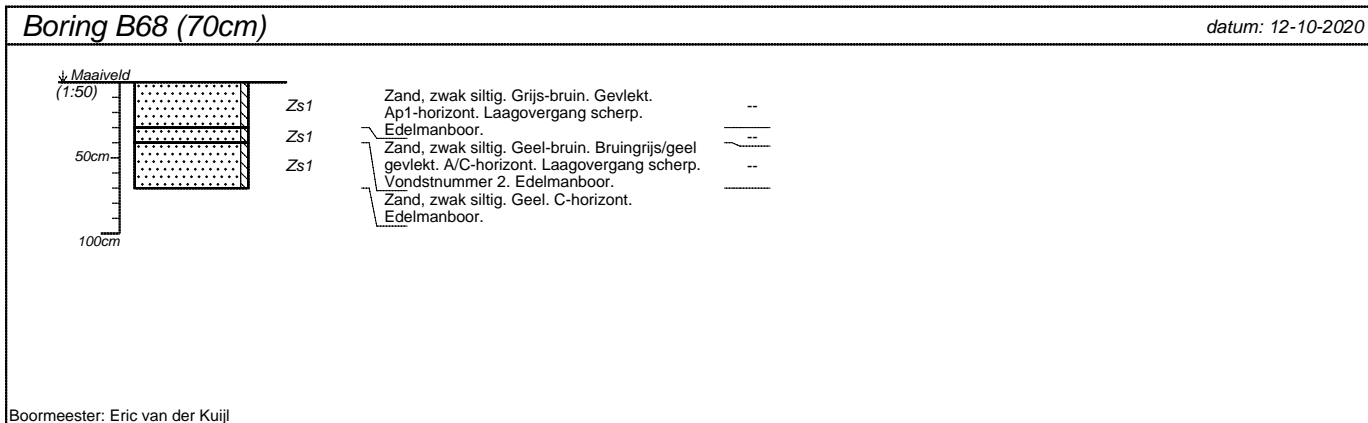 Boring B68 (70cm)
datum: 12-10-2020
Maaiveld
(1:50)
50cm
100cm
Zs1
Zand, zwak siltig. Grijs-bruin. Gevlekt.
Ap1-horizont. Laagovergang scherp.
Edelmanboor.
--
Zs1
Zand, zwak siltig. Geel-bruin. Bruingrijs/geel
gevlekt. A/C-horizont. Laagovergang scherp.
Vondstnummer 2. Edelmanboor.
--
Zs1
Zand, zwak siltig. Geel. C-horizont.
Edelmanboor.
--
Boormeester: Eric van der Kuijl